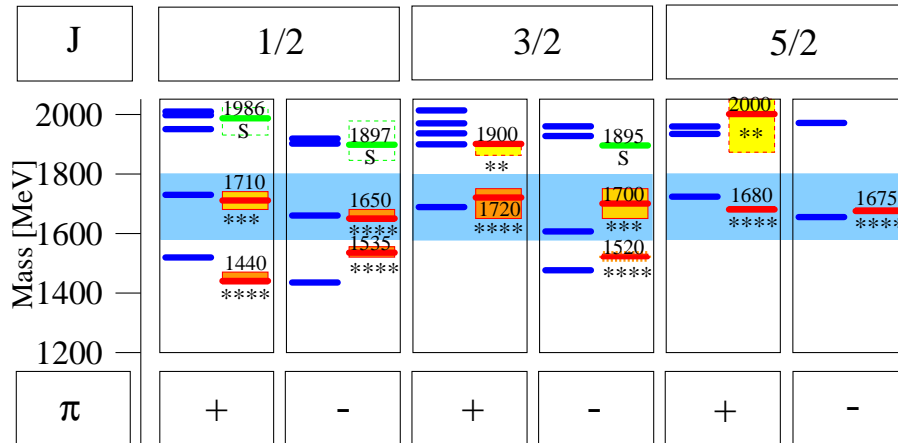 J 1/2 3/2 5/2
2000 1986 S 1897 S 1900 ** 1895 S 2000 **
1800 1710 *** 1650 **** 1720 **** 1700 *** 1680 **** 1675 ****
1600 1535 **** 1520 ****
1400 1440 ****
1200
Mass [MeV]
π + - + - + -